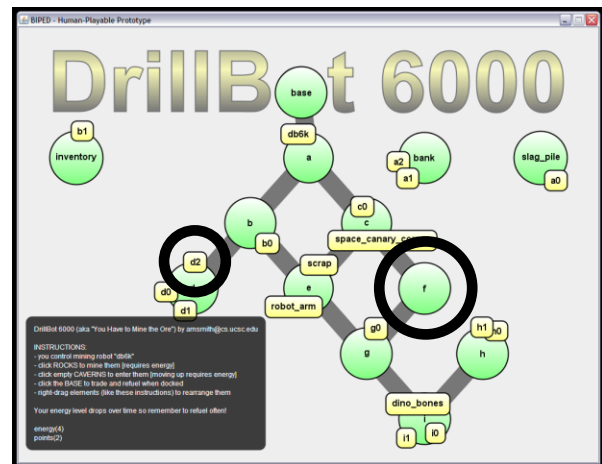 BIPED - Human-Playable Prototype
DrillBot 6000
base
b1
inventory
db6k
a
a2
bank
a1
slag_pile
a0
c0
b
c
b0
space_canary_
d2
scrap
d0
e
f
d1
robot_arm
g0
h1
h0
g
h
dino_bones
i
i1
i0
DrillBot 6000 (aka "You Have to Mine the Ore") by amsmith@cs.ucsc.edu
INSTRUCTIONS:
- you control mining robot "db6k"
- click ROCKS to mine them [requires energy]
- click empty CAVERNS to enter them [moving up requires energy]
- click the BASE to trade and refuel when docked
- right-drag elements (like these instructions) to rearrange them
Your energy level drops over time so remember to refuel often!
energy(4)
points(2)